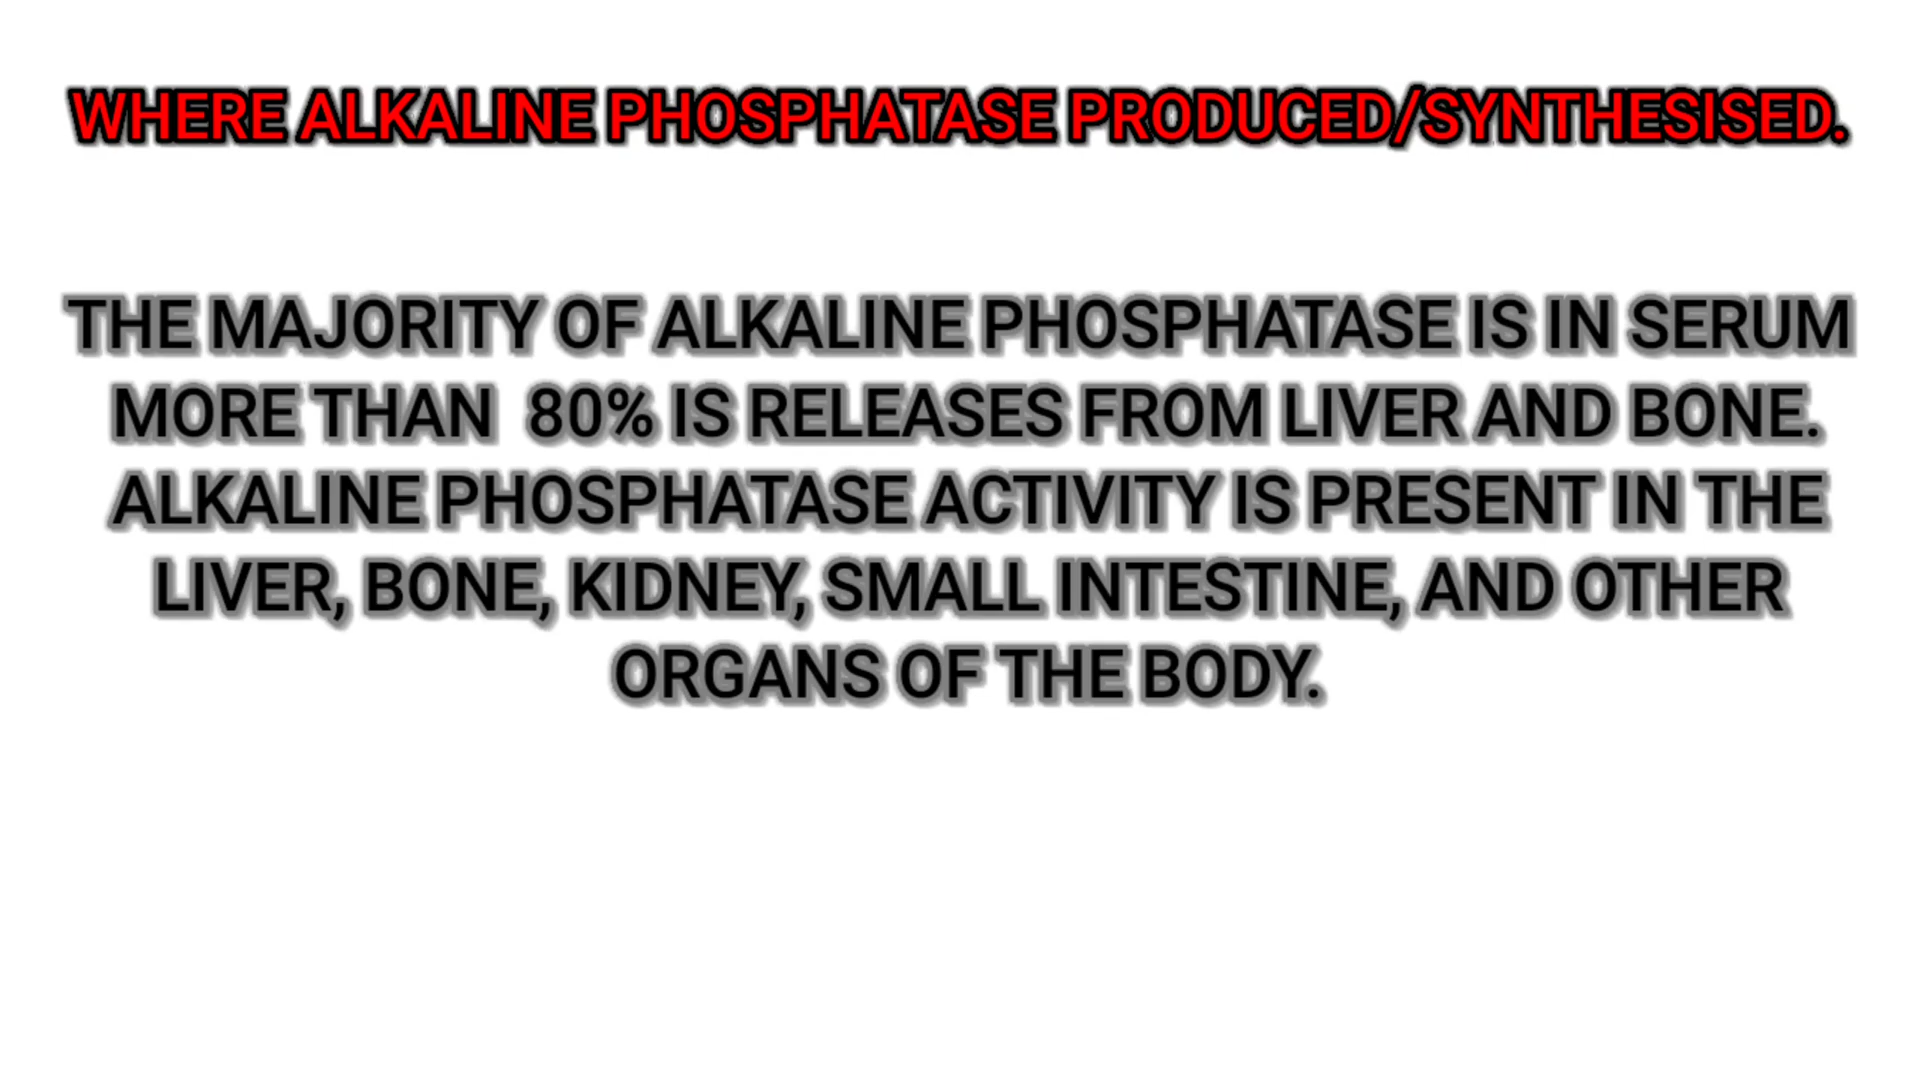 WHERE ALKALINE PHOSPHATASE PRODUCED/SYNTHESISED.
THE MAJORITY OF ALKALINE PHOSPHATASE IS IN SERUM
MORE THAN  80% IS RELEASES FROM LIVER AND BONE.
ALKALINE PHOSPHATASE ACTIVITY IS PRESENT IN THE
LIVER, BONE, KIDNEY, SMALL INTESTINE, AND OTHER
ORGANS OF THE BODY.